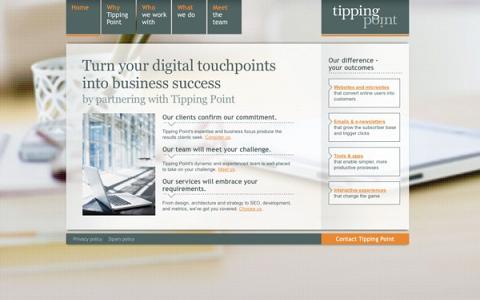 Home
Why
Tipping
Point
Who
we work
with
What
we do
Meet
the
team
tipping
point
Turn your digital touchpoints
into business success
by partnering with Tipping Point
Our clients confirm our commitment.
Tipping Point's expertise and business focus produce the
results clients seek. Consider us.
Our team will meet your challenge.
Tipping Point's dynamic and experienced team is well placed
to take on your challenge. Meet us.
Our services will embrace your
requirements.
From design, architecture and strategy to SEO, development,
and metrics, we've got you covered. Choose us.
Our difference -
your outcomes
Websites and microsites
that convert online users into
customers
Emails & e-newsletters
that grow the subscriber base
and trigger clicks
Tools & apps
that enable simpler, more
productive processes
Interactive experiences
that change the game
Privacy policy
Spam policy
Contact Tipping Point